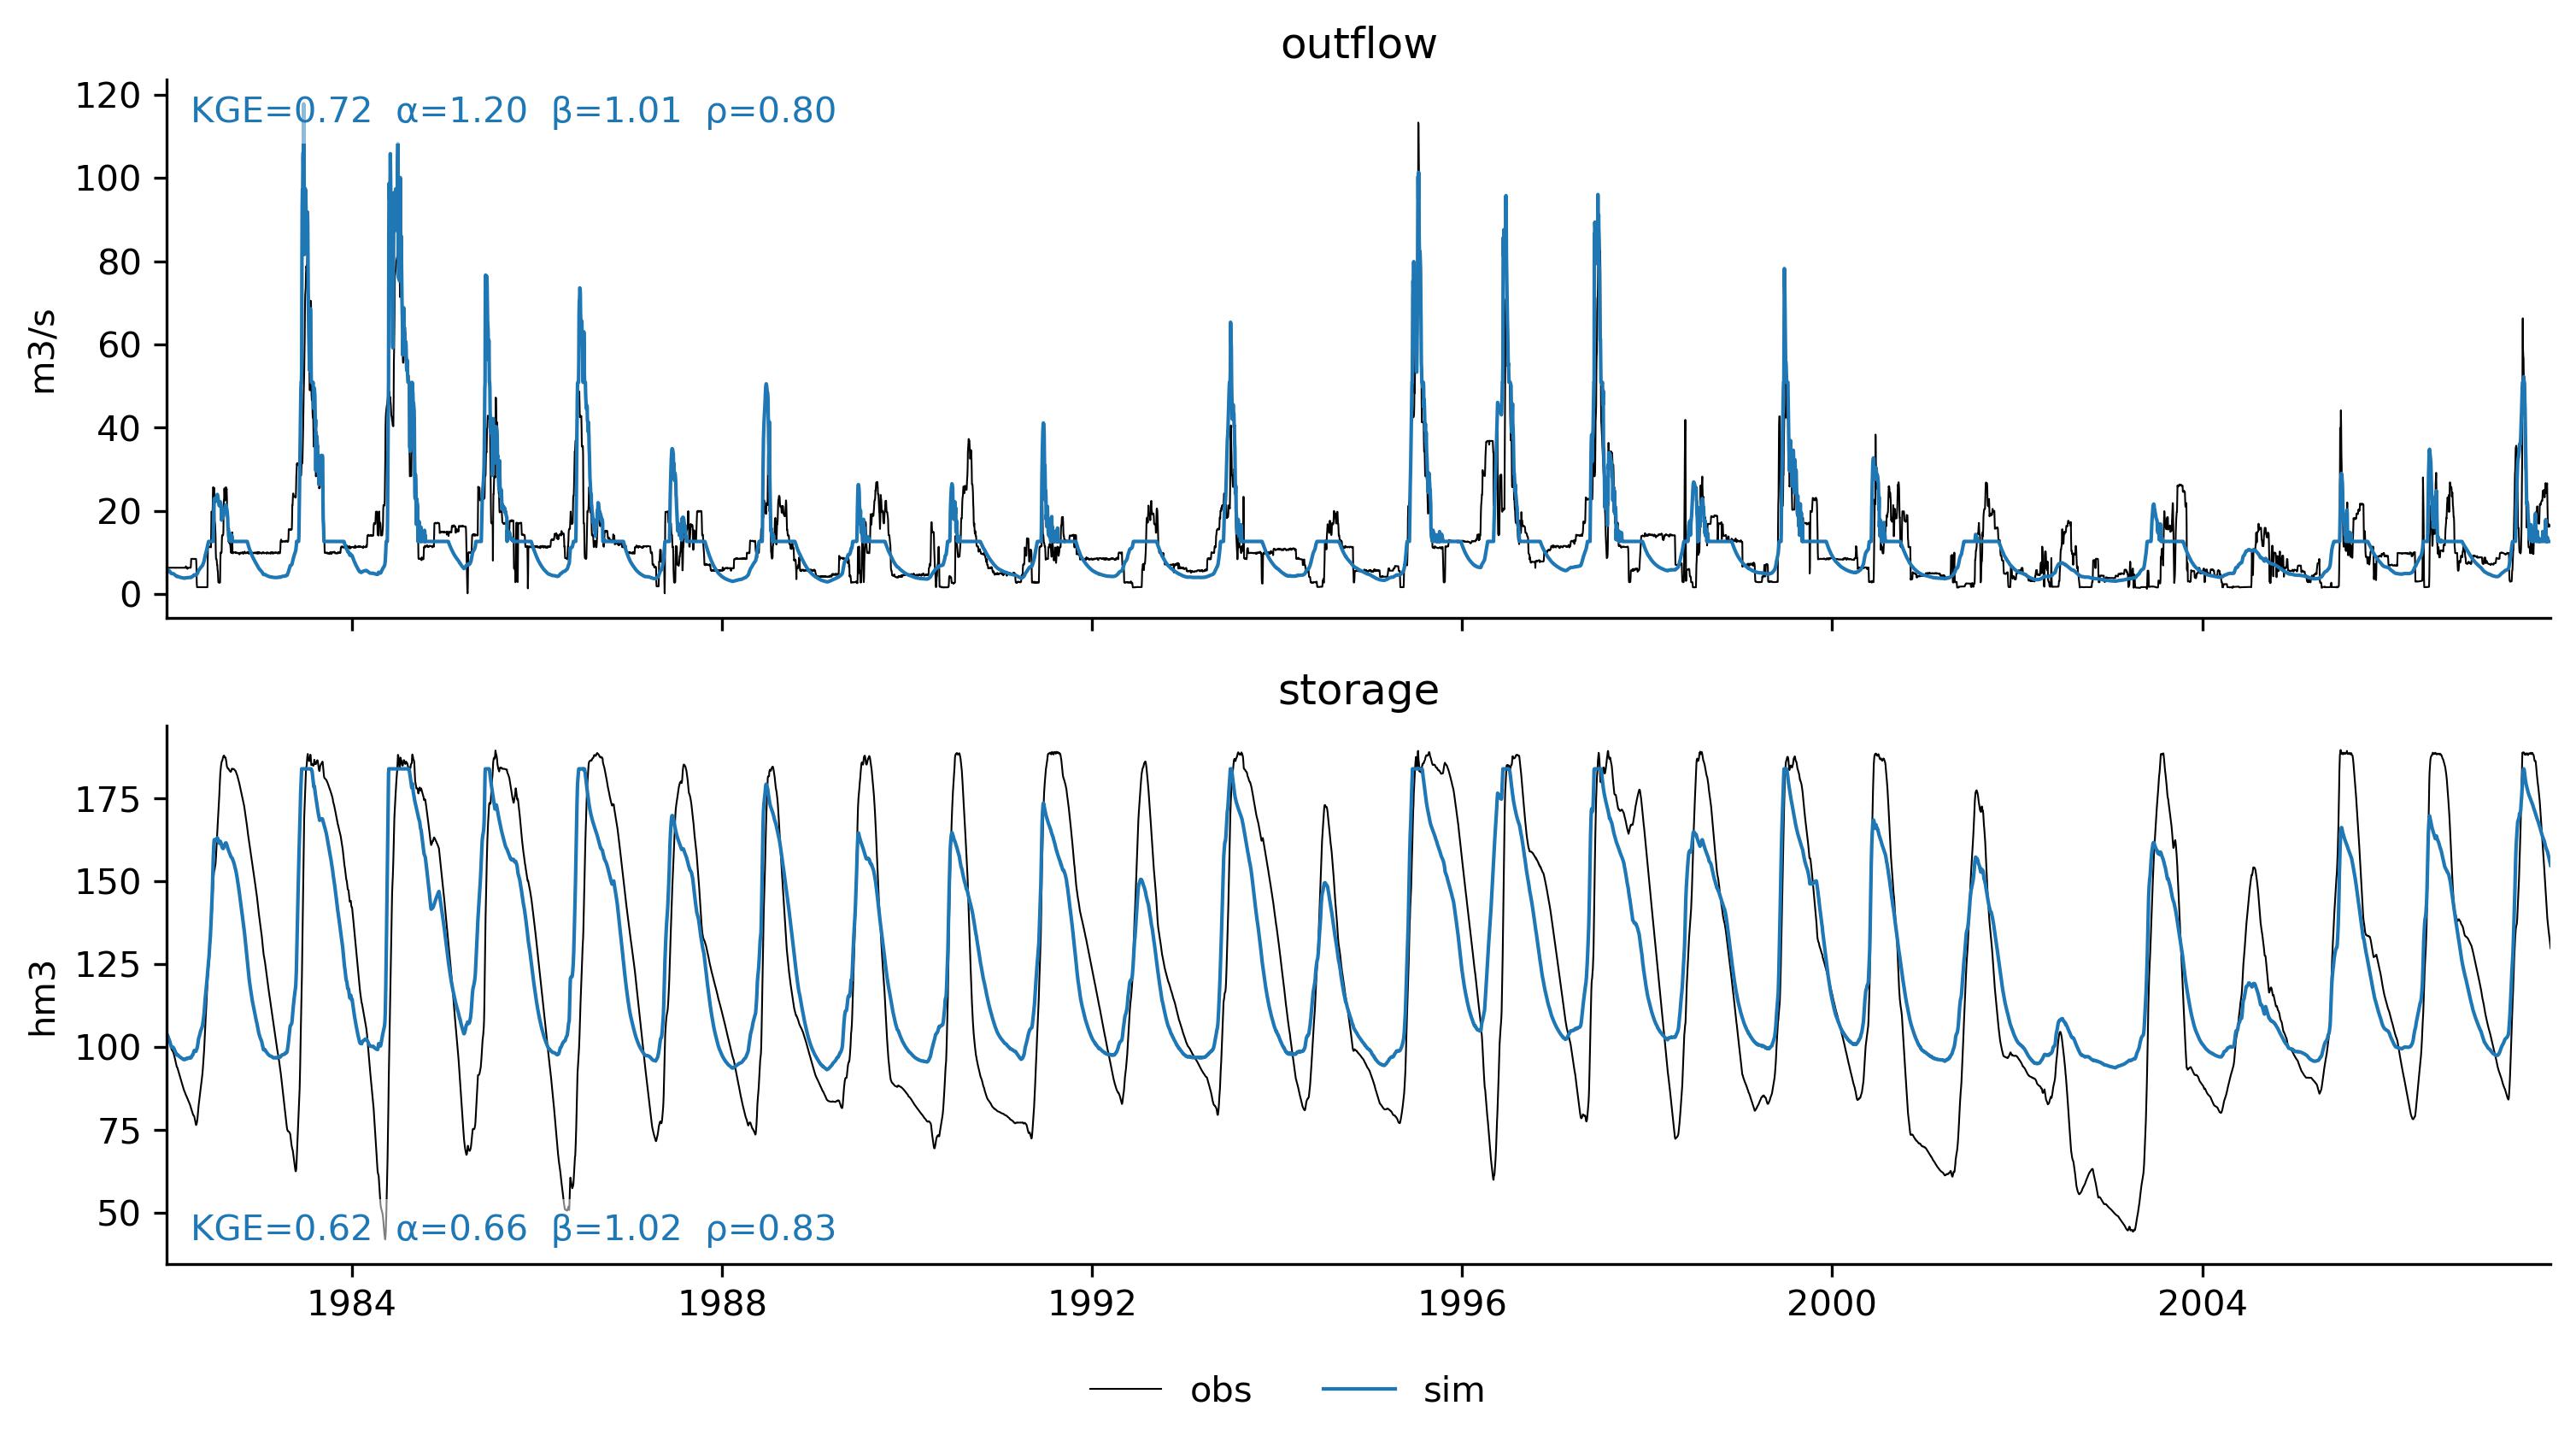 outflow
120
100
80
60
40
20
0
m3/s
KGE=0.72 α=1.20 β=1.01 ρ=0.80
storage
175
150
125
100
75
50
hm3
KGE=0.62 α=0.66 β=1.02 ρ=0.83
1984 1988 1992 1996 2000 2004
obs sim